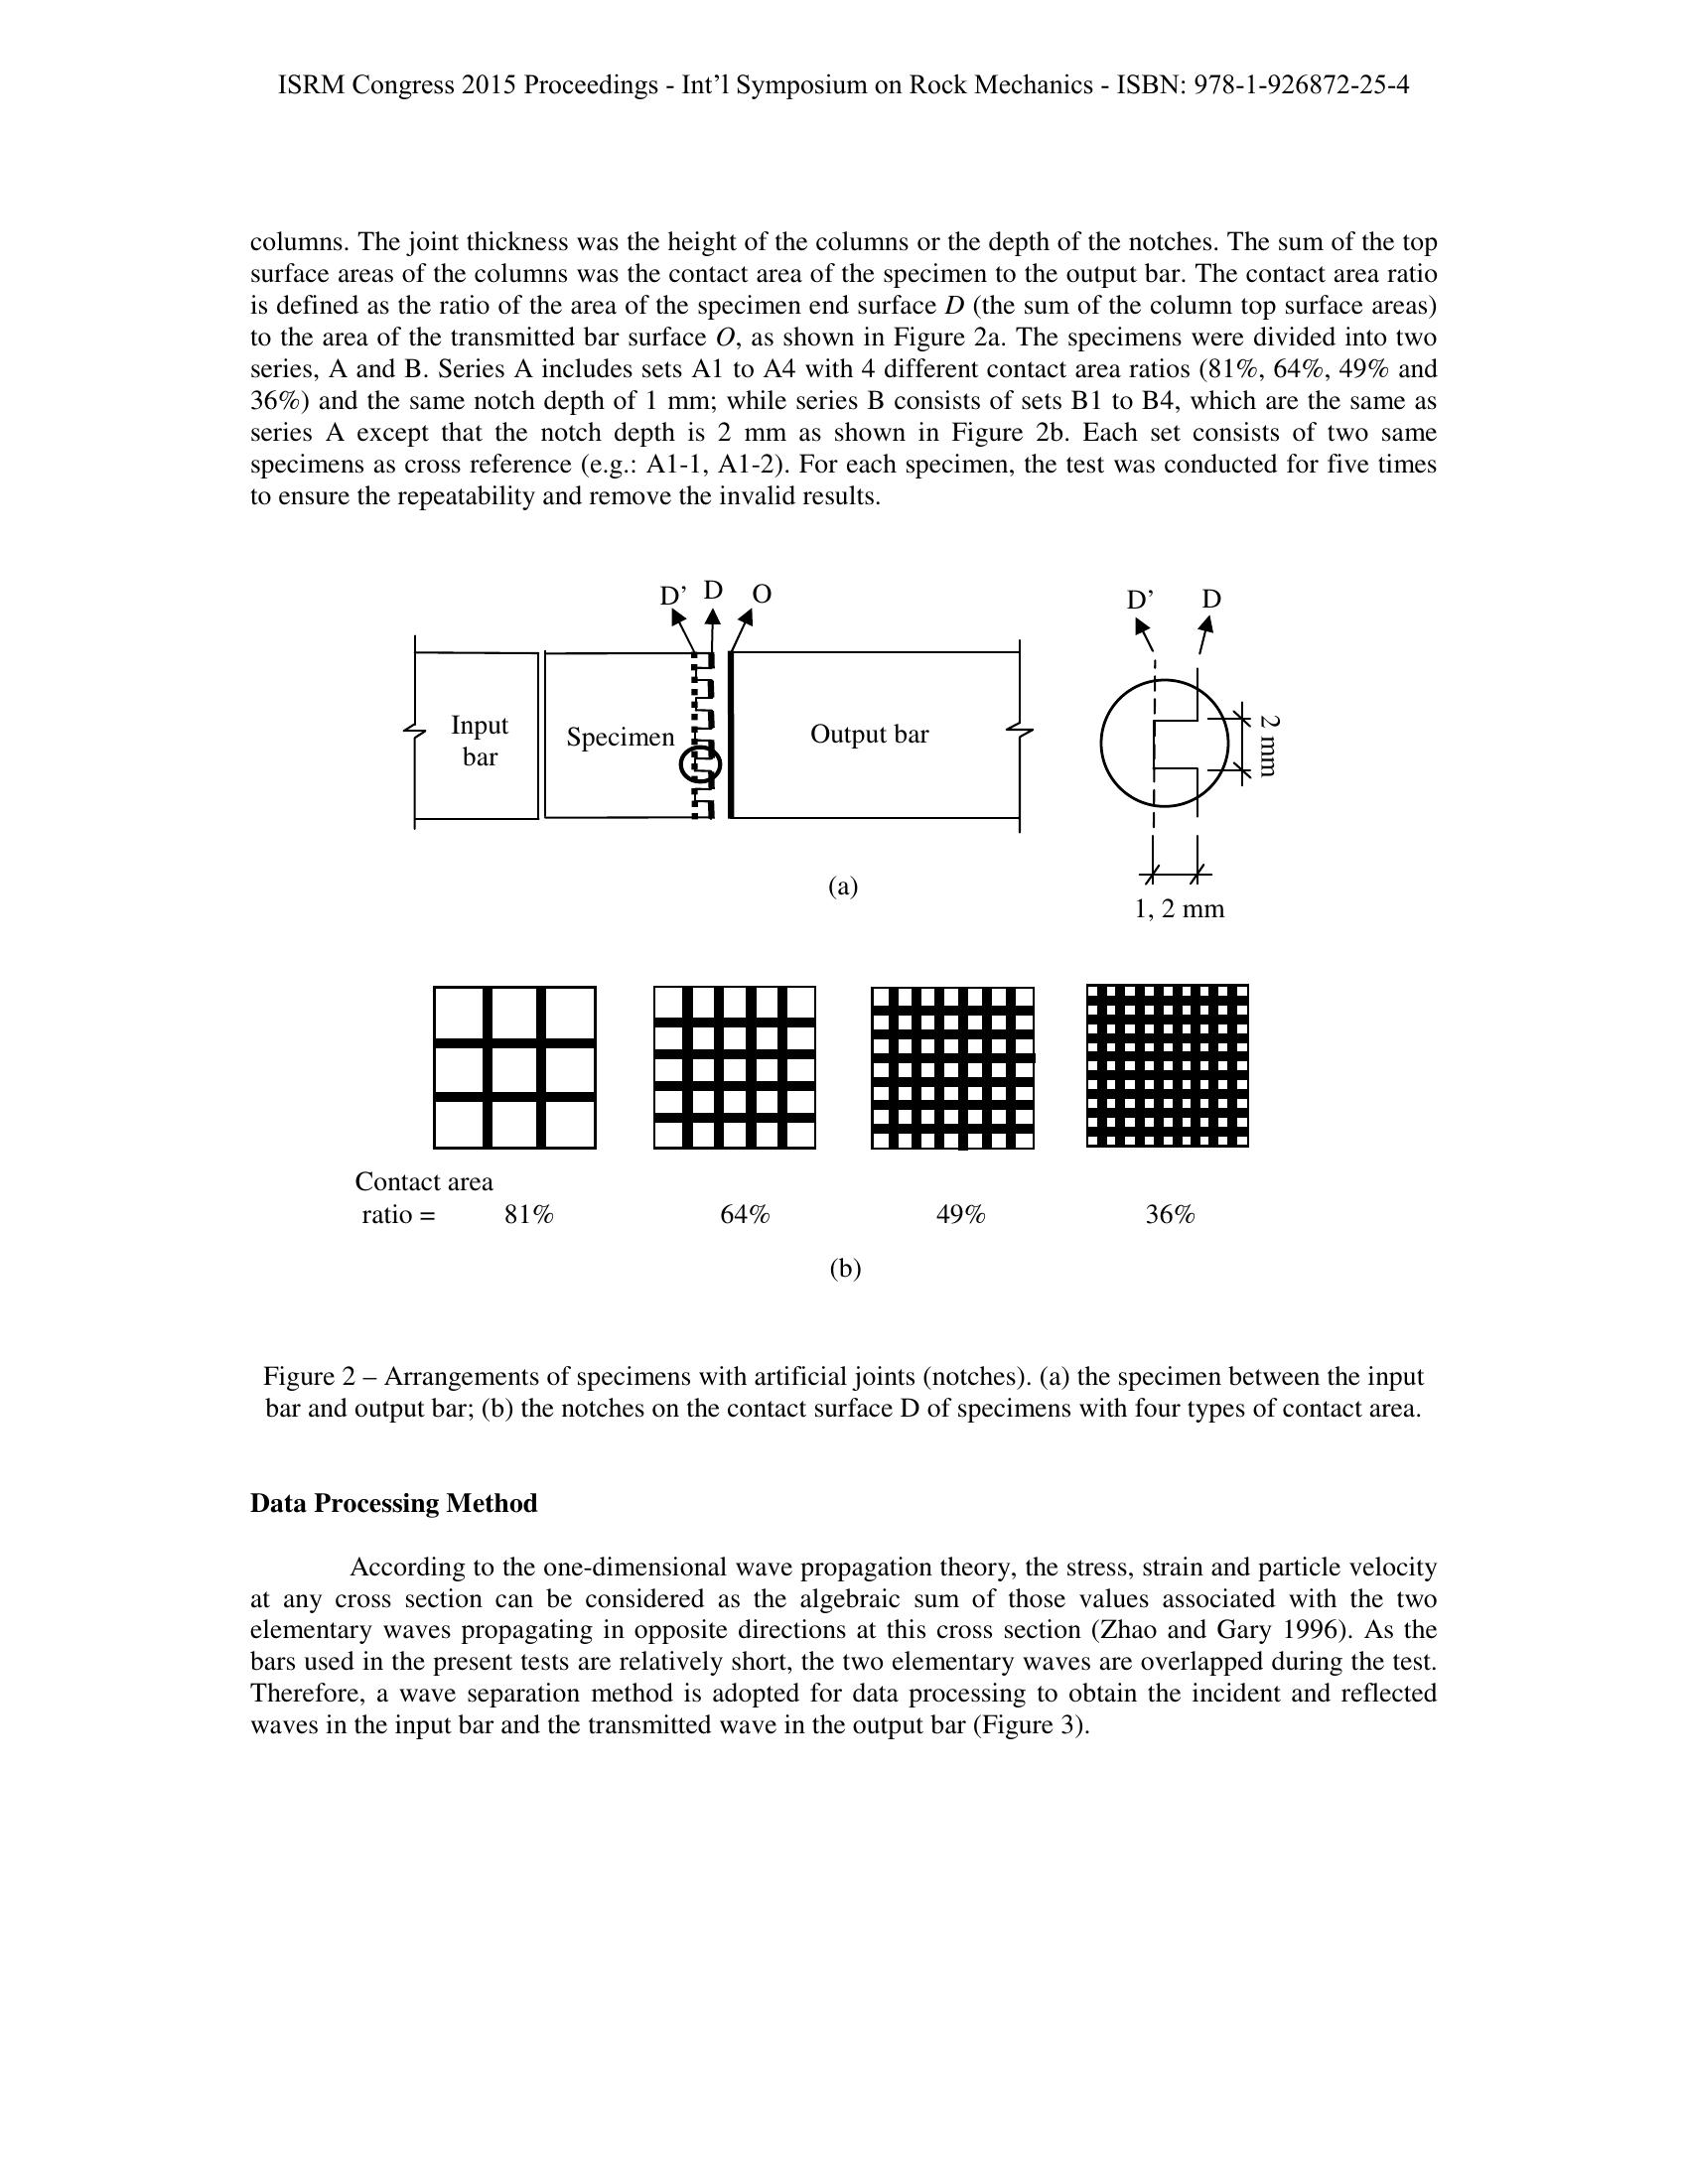 ISRM Congress 2015 Proceedings - Int’l Symposium on Rock Mechanics - ISBN: 978-1-926872-25-4
columns. The joint thickness was the height of the columns or the depth of the notches. The sum of the top
surface areas of the columns was the contact area of the specimen to the output bar. The contact area ratio
is defined as the ratio of the area of the specimen end surface D (the sum of the column top surface areas)
to the area of the transmitted bar surface O, as shown in Figure 2a. The specimens were divided into two
series, A and B. Series A includes sets A1 to A4 with 4 different contact area ratios (81%, 64%, 49% and
36%) and the same notch depth of 1 mm; while series B consists of sets B1 to B4, which are the same as
series A except that the notch depth is 2 mm as shown in Figure 2b. Each set consists of two same
specimens as cross reference (e.g.: A1-1, A1-2). For each specimen, the test was conducted for five times
to ensure the repeatability and remove the invalid results.
D’ D O
D’ D
Input
bar
Specimen
Output bar
2 mm
(a)
1, 2 mm
Contact area
ratio = 81% 64% 49% 36%
(b)
Figure 2 – Arrangements of specimens with artificial joints (notches). (a) the specimen between the input
bar and output bar; (b) the notches on the contact surface D of specimens with four types of contact area.
Data Processing Method
According to the one-dimensional wave propagation theory, the stress, strain and particle velocity
at any cross section can be considered as the algebraic sum of those values associated with the two
elementary waves propagating in opposite directions at this cross section (Zhao and Gary 1996). As the
bars used in the present tests are relatively short, the two elementary waves are overlapped during the test.
Therefore, a wave separation method is adopted for data processing to obtain the incident and reflected
waves in the input bar and the transmitted wave in the output bar (Figure 3).